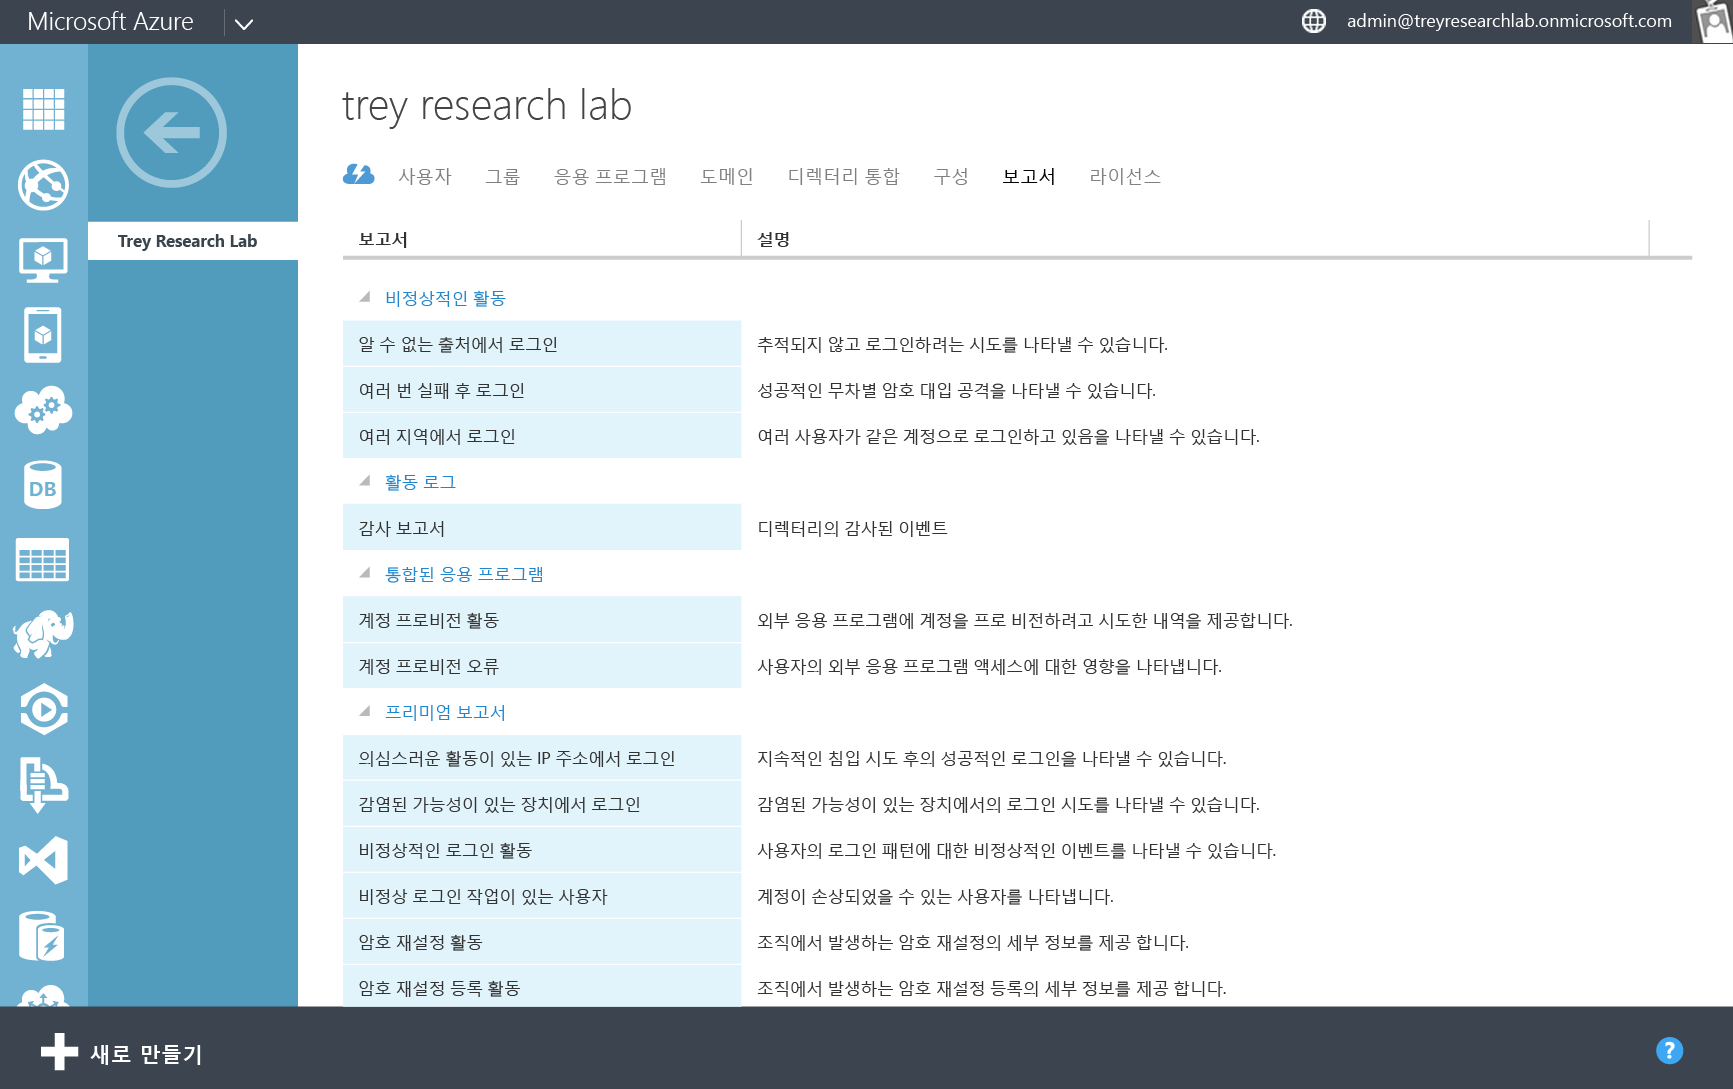 Microsoft Azure
admin@treyresearchlab.onmicrosoft.com
trey research lab
사용자 그룹 응용 프로그램 도메인 디렉터리 통합 구성 보고서 라이선스
Trey Research Lab
보고서 설명
비정상적인 활동
알 수 없는 출처에서 로그인 추적되지 않고 로그인하려는 시도를 나타낼 수 있습니다.
여러 번 실패 후 로그인 성공적인 무차별 암호 대입 공격을 나타낼 수 있습니다.
여러 지역에서 로그인 여러 사용자가 같은 계정으로 로그인하고 있음을 나타낼 수 있습니다.
활동 로그
감사 보고서 디렉터리의 감사된 이벤트
통합된 응용 프로그램
계정 프로비전 활동 외부 응용 프로그램에 계정을 프로 비전하려고 시도한 내역을 제공합니다.
계정 프로비전 오류 사용자의 외부 응용 프로그램 액세스에 대한 영향을 나타냅니다.
프리미엄 보고서
의심스러운 활동이 있는 IP 주소에서 로그인 지속적인 침입 시도 후의 성공적인 로그인을 나타낼 수 있습니다.
감염된 가능성이 있는 장치에서 로그인 감염된 가능성이 있는 장치에서의 로그인 시도를 나타낼 수 있습니다.
비정상적인 로그인 활동 사용자의 로그인 패턴에 대한 비정상적인 이벤트를 나타낼 수 있습니다.
비정상 로그인 작업이 있는 사용자 계정이 손상되었을 수 있는 사용자를 나타냅니다.
암호 재설정 활동 조직에서 발생하는 암호 재설정의 세부 정보를 제공 합니다.
암호 재설정 등록 활동 조직에서 발생하는 암호 재설정 등록의 세부 정보를 제공 합니다.
DB
새로 만들기
?